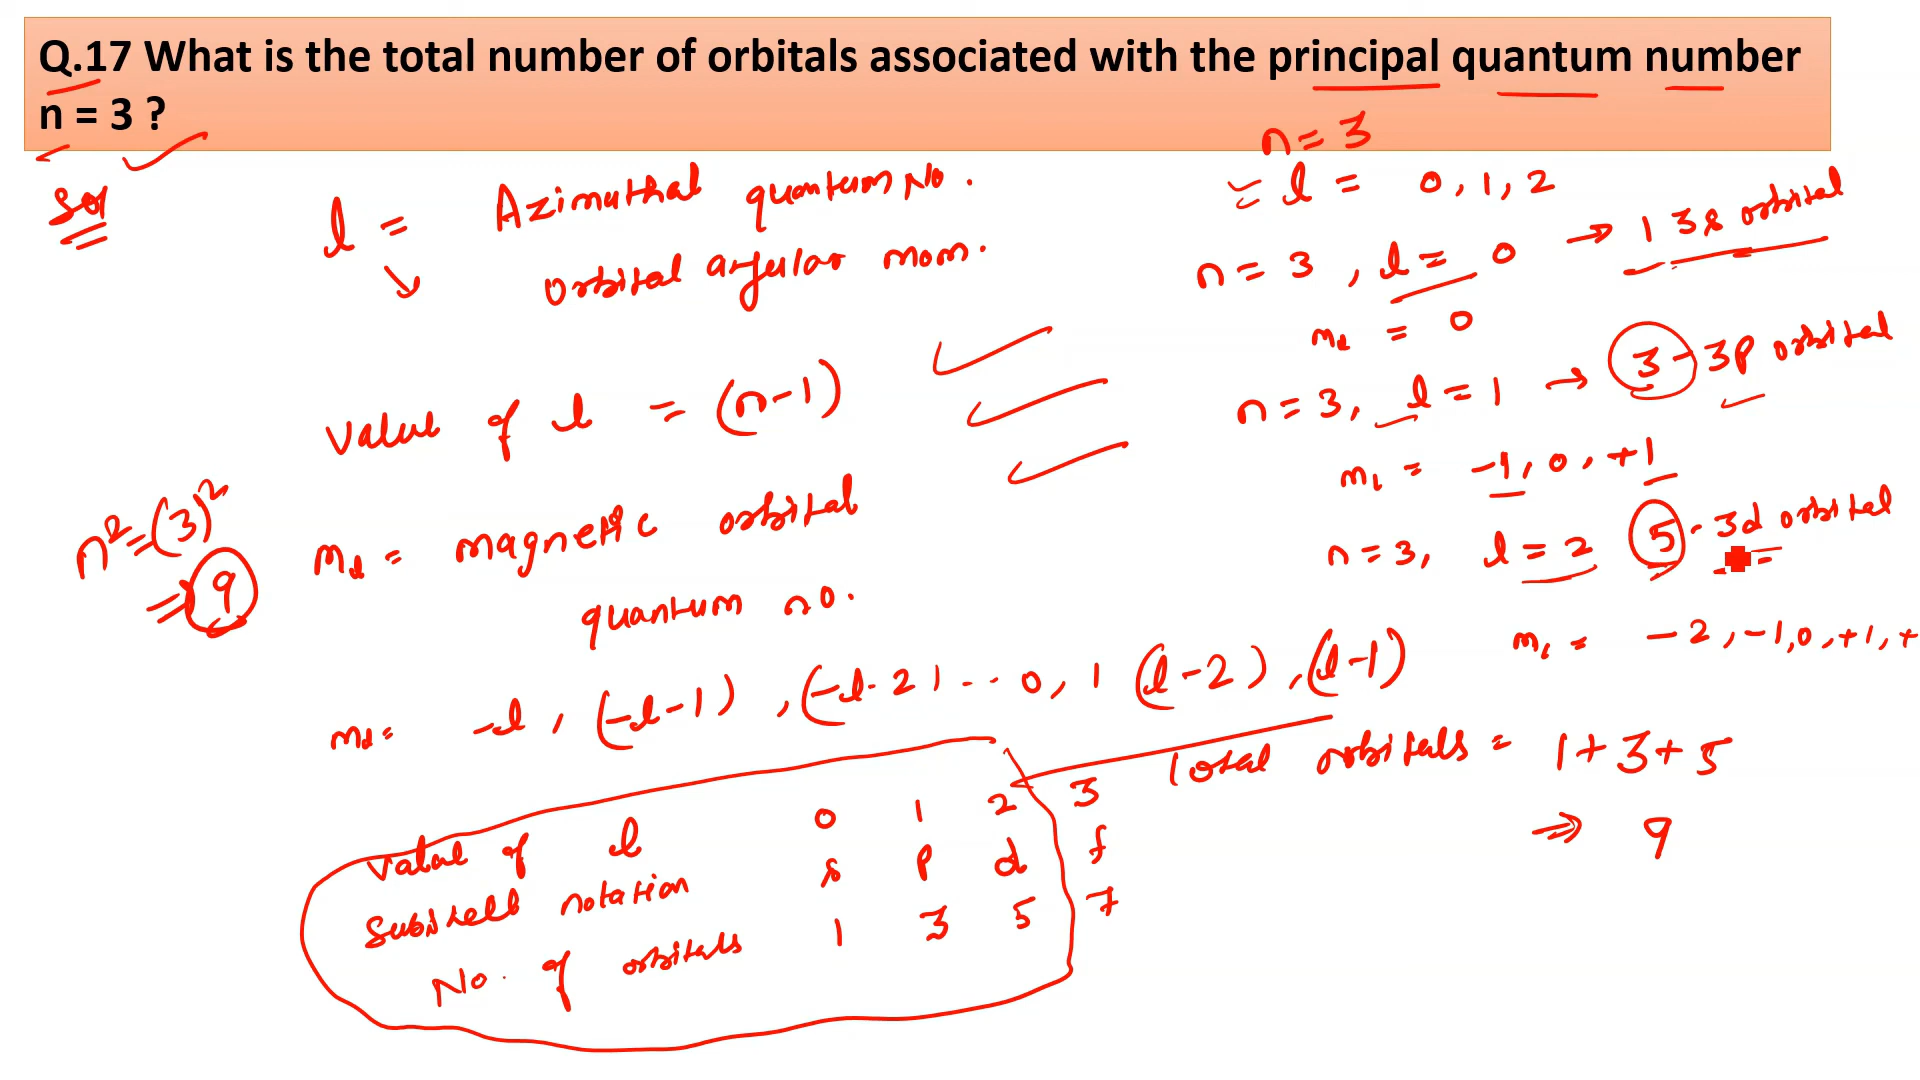 Q.17 What is the total number of orbitals associated with the principal quantum number
n = 3 ?
Sol
l = Azimuthal quantum No.
Orbital angular mom.
Value of l = (n-1)
n² = (3)²
⇒ 9
ml = magnetic orbital
quantum no.
ml = -l, (-l-1), (-l-2) ... 0, 1 (l-2), (l-1)
Value of l 0 1 2 3
Subshell notation s p d f
No. of orbitals 1 3 5 7
n = 3
l = 0, 1, 2
n = 3, l = 0 → 1 3s orbital
ml = 0
n = 3, l = 1 → 3 - 3p orbital
ml = -1, 0, +1
n = 3, l = 2 5 - 3d orbital
ml = -2, -1, 0, +1, +
Total orbitals = 1+3+5
⇒ 9